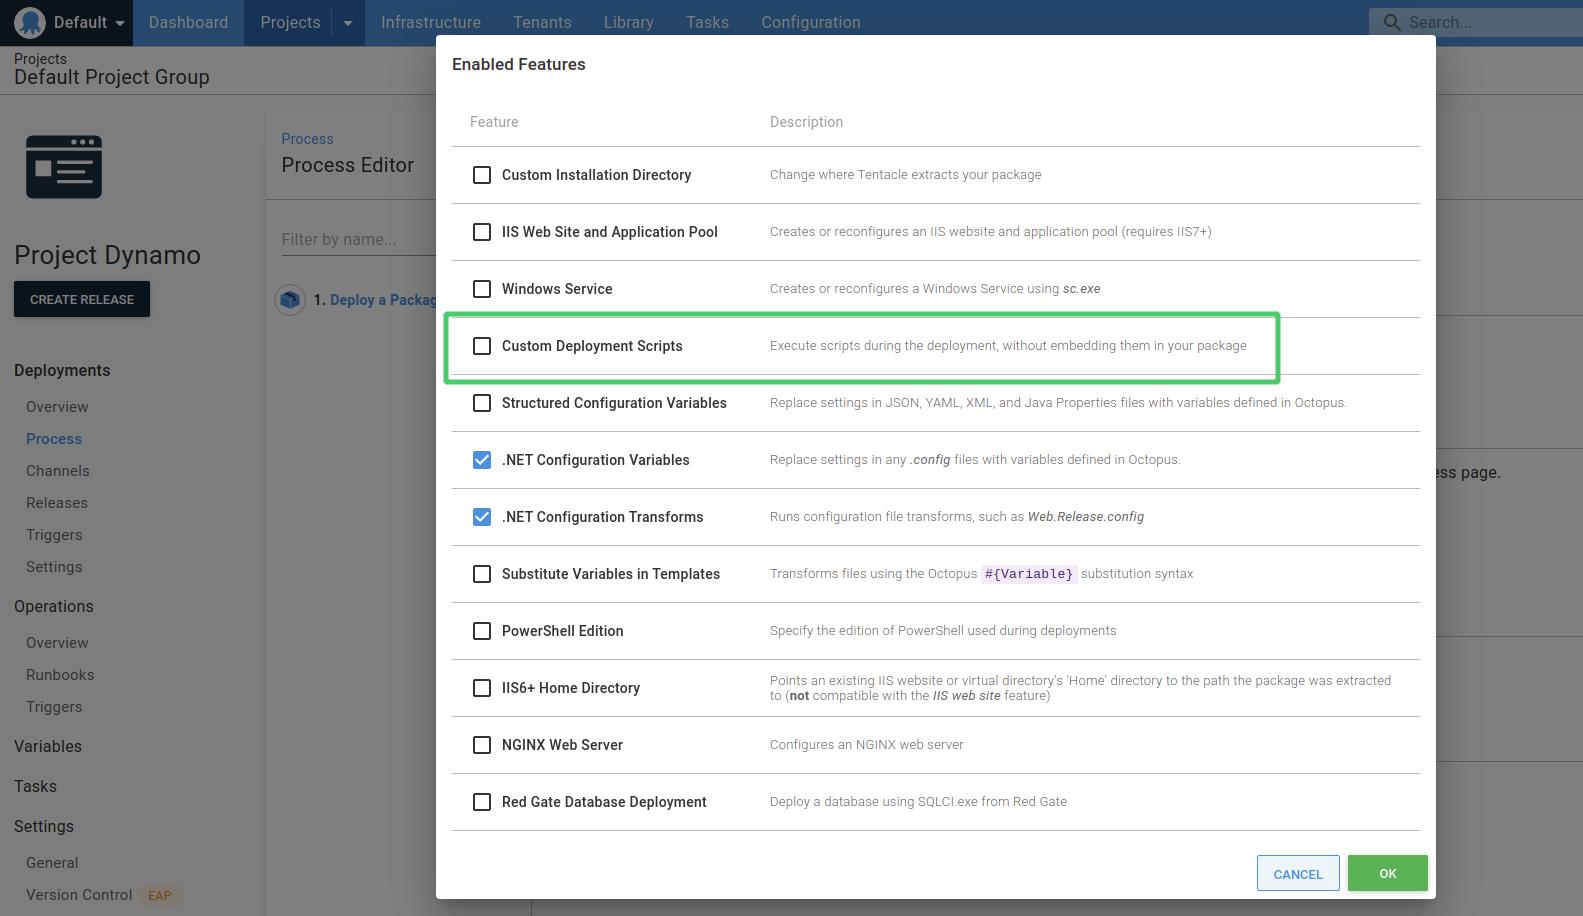 Default
Dashboard
Projects
Infrastructure
Tenants
Library
Tasks
Configuration
Search...
Projects
Default Project Group
Project Dynamo
CREATE RELEASE
Deployments
Overview
Process
Channels
Releases
Triggers
Settings
Operations
Overview
Runbooks
Triggers
Variables
Tasks
Settings
General
Version Control EAP
Process
Process Editor
Filter by name...
1. Deploy a Packag
Enabled Features
Feature Description
Custom Installation Directory Change where Tentacle extracts your package
IIS Web Site and Application Pool Creates or reconfigures an IIS website and application pool (requires IIS7+)
Windows Service Creates or reconfigures a Windows Service using sc.exe
Custom Deployment Scripts Execute scripts during the deployment, without embedding them in your package
Structured Configuration Variables Replace settings in JSON, YAML, XML, and Java Properties files with variables defined in Octopus.
.NET Configuration Variables Replace settings in any .config files with variables defined in Octopus.
.NET Configuration Transforms Runs configuration file transforms, such as Web.Release.config
Substitute Variables in Templates Transforms files using the Octopus #{Variable} substitution syntax
PowerShell Edition Specify the edition of PowerShell used during deployments
IIS6+ Home Directory Points an existing IIS website or virtual directory's 'Home' directory to the path the package was extracted
to (not compatible with the IIS web site feature)
NGINX Web Server Configures an NGINX web server
Red Gate Database Deployment Deploy a database using SQLCI.exe from Red Gate
CANCEL
OK
ess page.